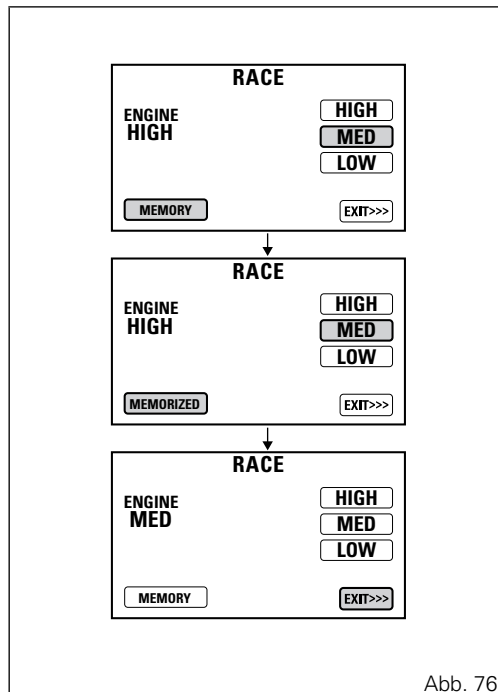 RACE
ENGINE
HIGH
HIGH
MED
LOW
MEMORY
EXIT>>>
RACE
ENGINE
HIGH
HIGH
MED
LOW
MEMORIZED
EXIT>>>
RACE
ENGINE
MED
HIGH
MED
LOW
MEMORY
EXIT>>>
Abb. 76